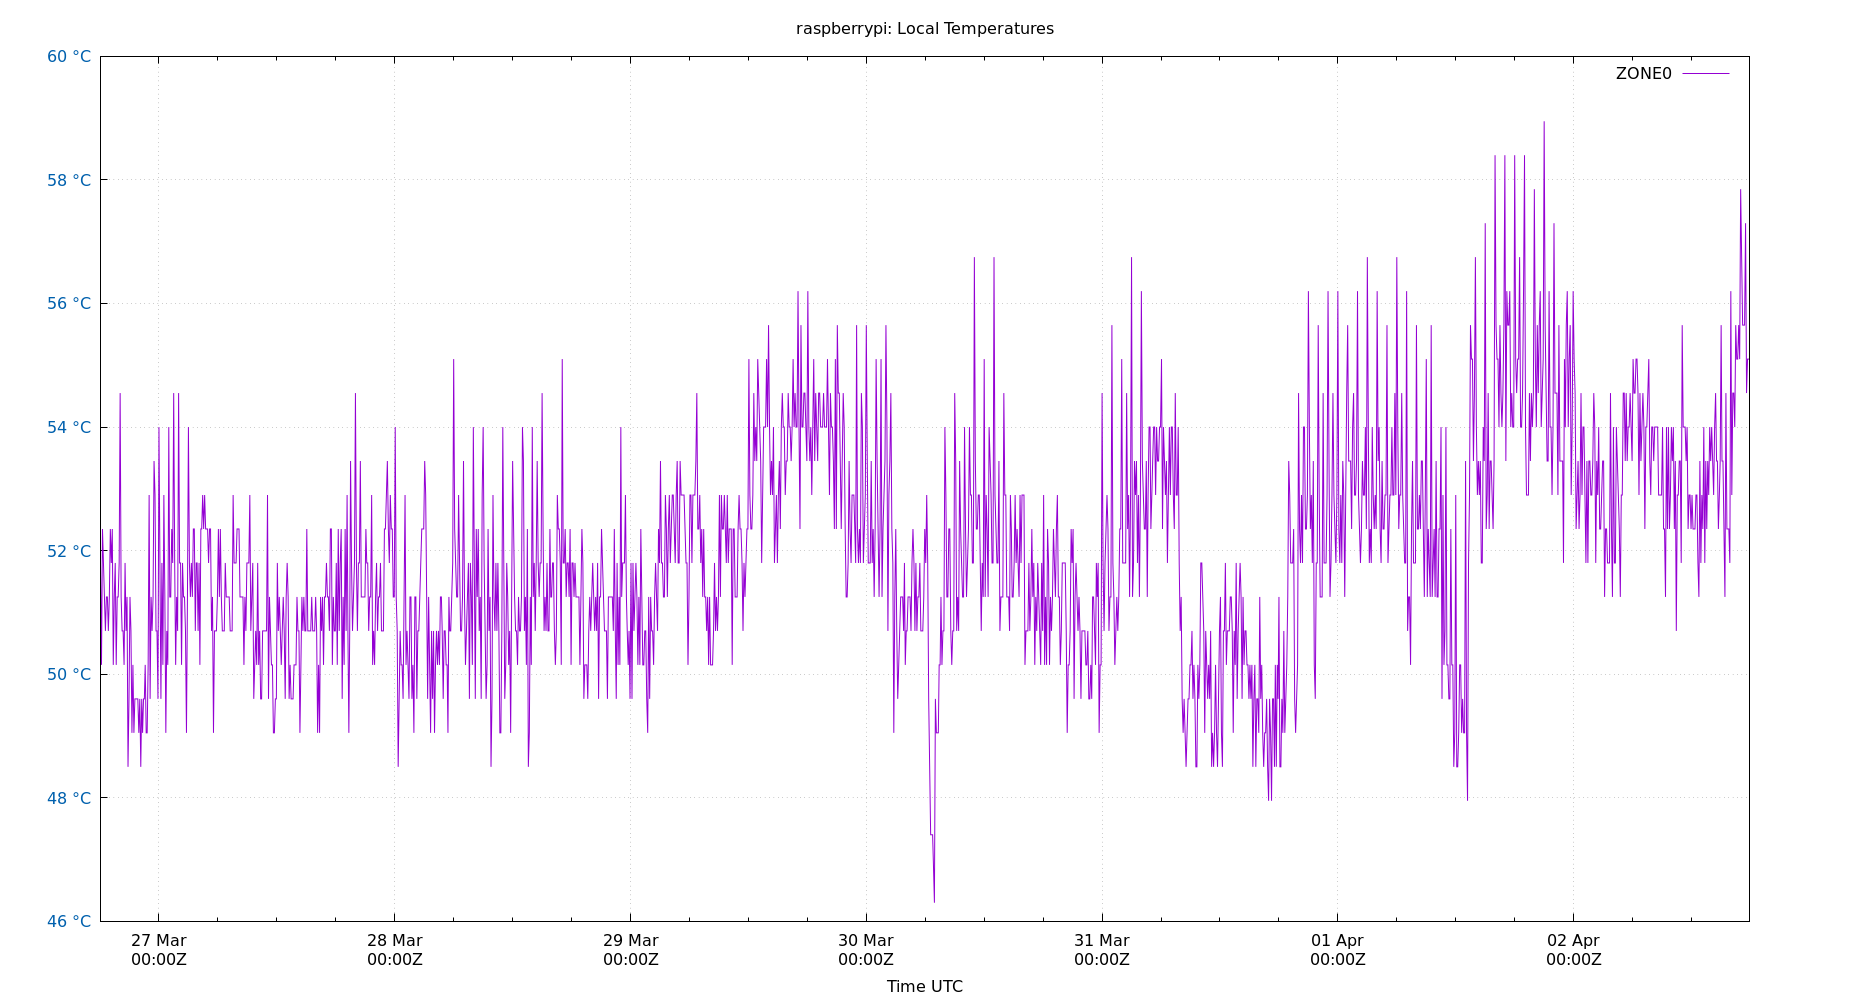 raspberrypi: Local Temperatures
60 °C
ZONE0
58 °C
56 °C
54 °C
52 °C
50 °C
48 °C
46 °C
27 Mar 28 Mar 29 Mar 30 Mar 31 Mar 01 Apr 02 Apr
00:00Z 00:00Z 00:00Z 00:00Z 00:00Z 00:00Z 00:00Z
Time UTC